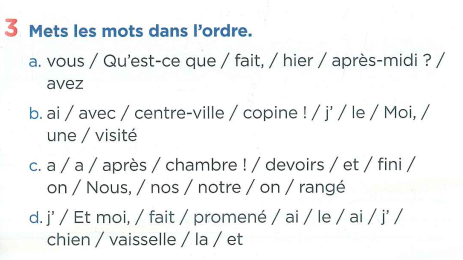 3 Mets les mots dans l'ordre.
a. vous / Qu'est-ce que / fait, / hier / après-midi ? /
avez
b. ai / avec / centre-ville / copine ! / j' / le / Moi, /
une / visité
c. a / a / après / chambre ! / devoirs / et / fini /
on / Nous, / nos / notre / on / rangé
d. j' / Et moi, / fait / promené / ai / le / ai / j' /
chien / vaisselle / la / et